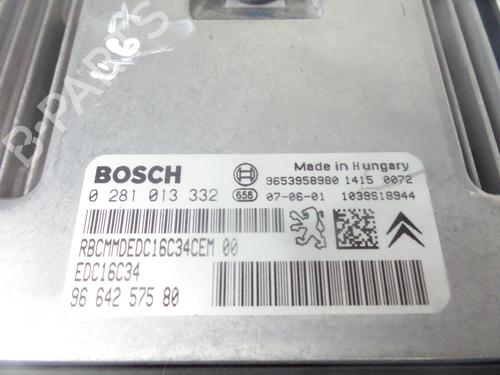 BOSCH
Made in Hungary
9653958980 1415 0072
0 281 013 332
658
07-06-01
1039S18944
RBCMMDEDC16C34CEM 00
EDC16C34
96 642 575 80
B-PARTS